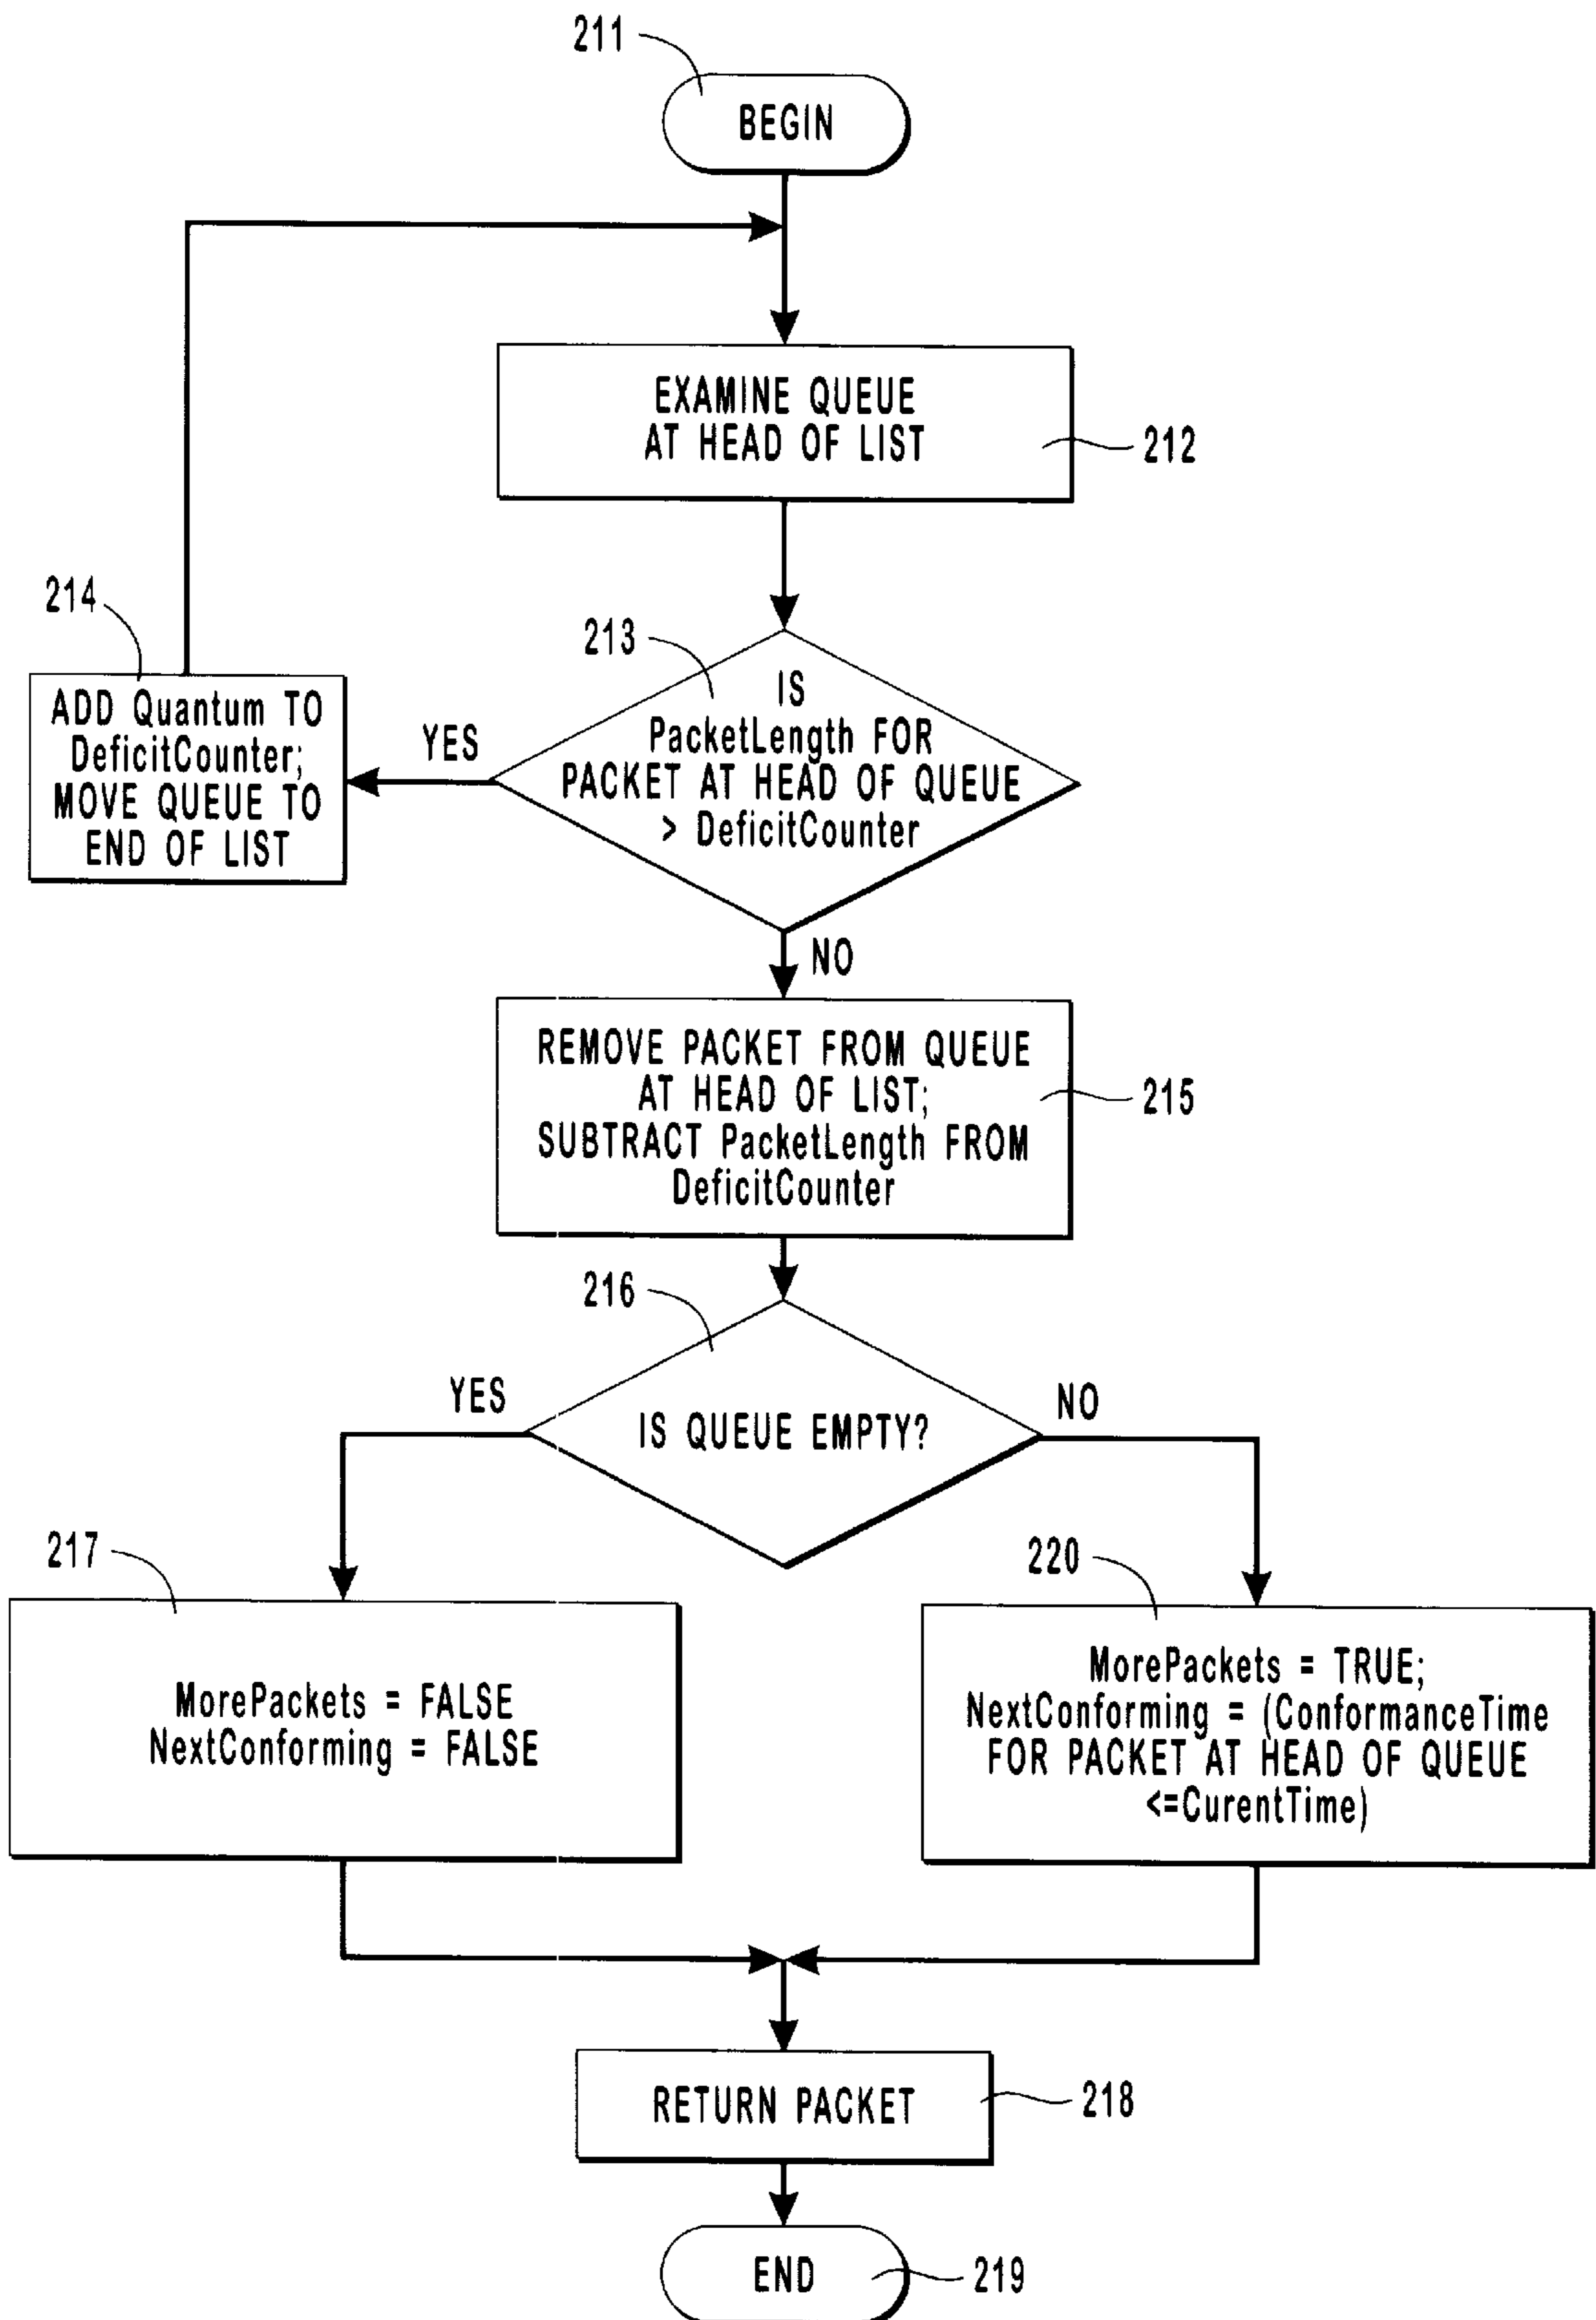 211
BEGIN
EXAMINE QUEUE
AT HEAD OF LIST
212
213
IS
PacketLength FOR
PACKET AT HEAD OF QUEUE
> DeficitCounter
YES
214
ADD Quantum TO
DeficitCounter;
MOVE QUEUE TO
END OF LIST
NO
REMOVE PACKET FROM QUEUE
AT HEAD OF LIST;
SUBTRACT PacketLength FROM
DeficitCounter
215
216
IS QUEUE EMPTY?
YES
NO
217
MorePackets = FALSE
NextConforming = FALSE
220
MorePackets = TRUE;
NextConforming = (ConformanceTime
FOR PACKET AT HEAD OF QUEUE
<=CurentTime)
RETURN PACKET
218
END
219